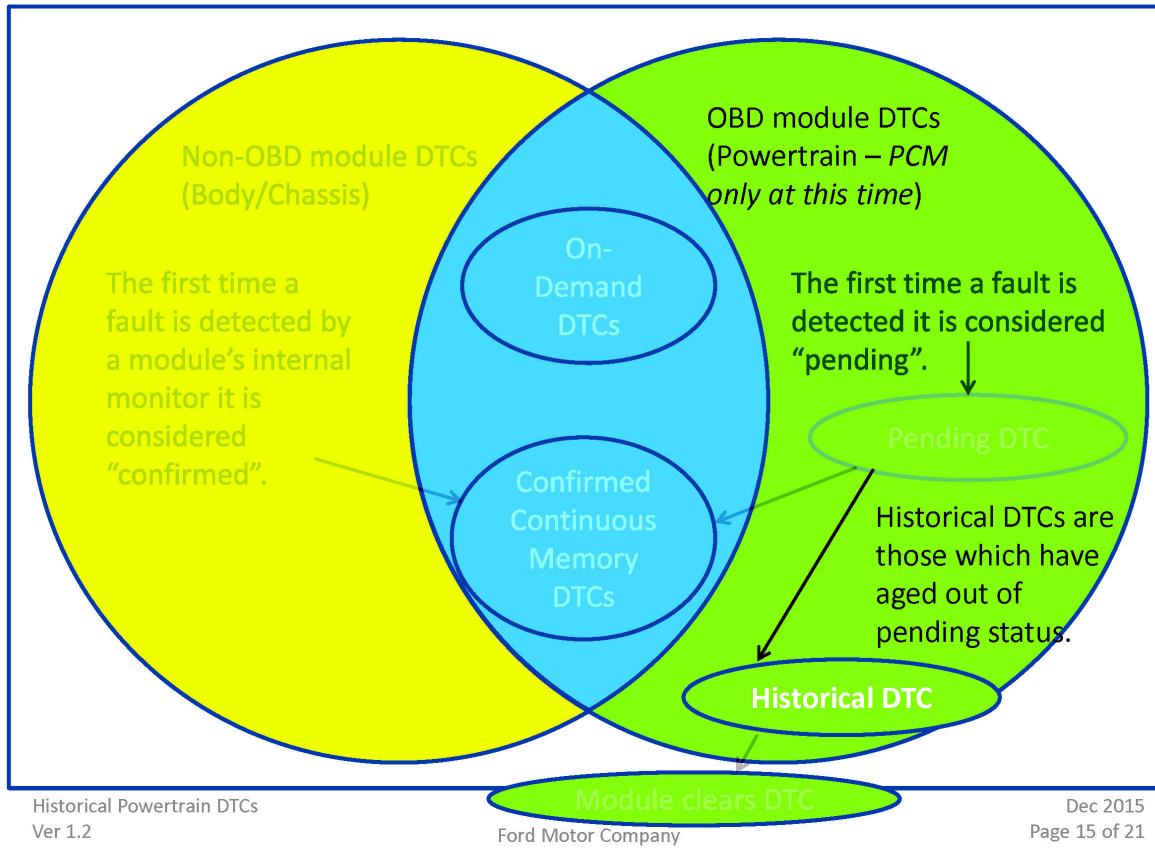 Non-OBD module DTCs
(Body/Chassis)
The first time a
fault is detected by
a module's internal
monitor it is
considered
“confirmed”.
On-
Demand
DTCs
Confirmed
Continuous
Memory
DTCs
OBD module DTCs
(Powertrain – PCM
only at this time)
The first time a fault is
detected it is considered
“pending”.
Pending DTC
Historical DTCs are
those which have
aged out of
pending status.
Historical DTC
Module clears DTC
Historical Powertrain DTCs
Ver 1.2
Ford Motor Company
Dec 2015
Page 15 of 21